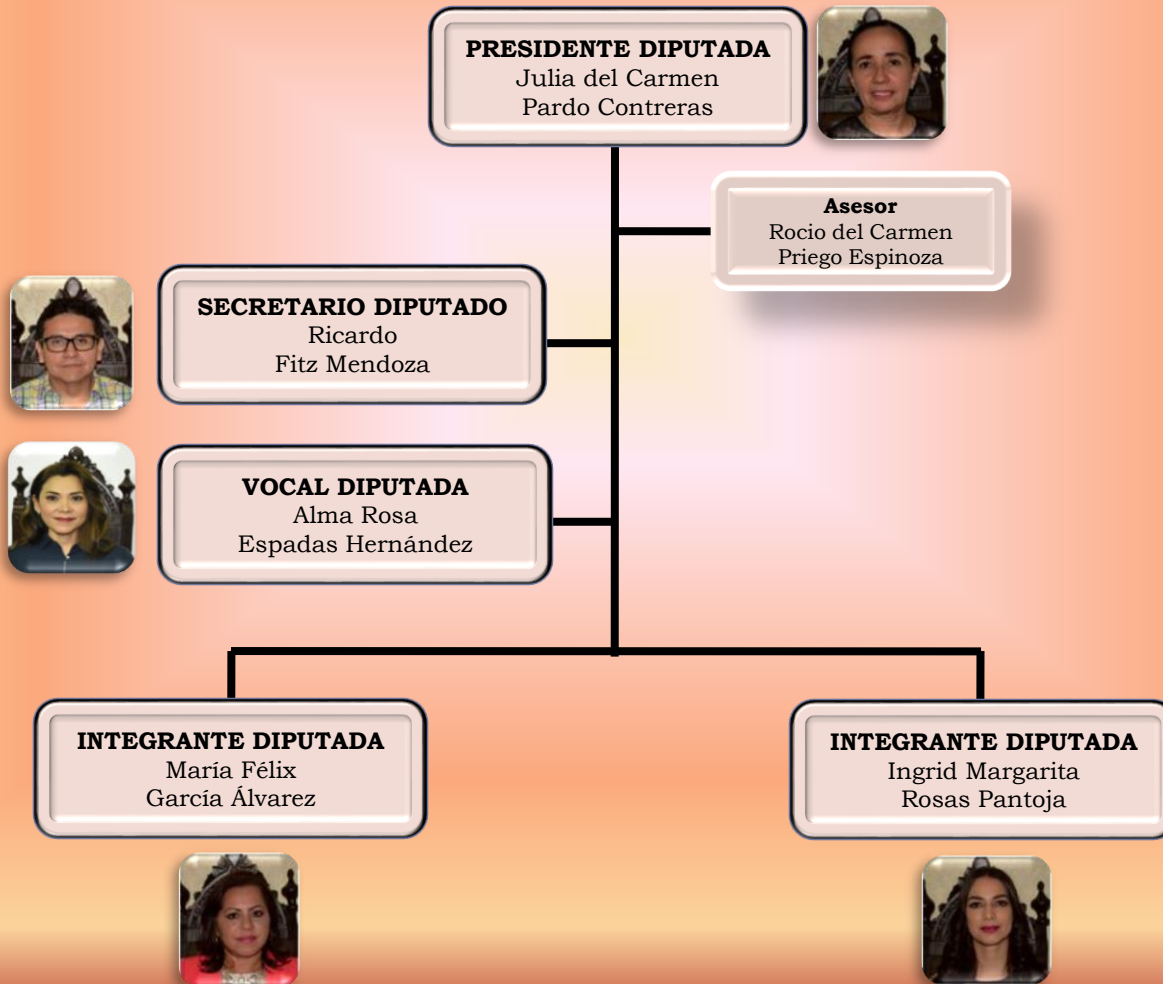 PRESIDENTE DIPUTADA
Julia del Carmen
Pardo Contreras
Asesor
Rocio del Carmen
Priego Espinoza
SECRETARIO DIPUTADO
Ricardo
Fitz Mendoza
VOCAL DIPUTADA
Alma Rosa
Espadas Hernández
INTEGRANTE DIPUTADA
María Félix
García Álvarez
INTEGRANTE DIPUTADA
Ingrid Margarita
Rosas Pantoja